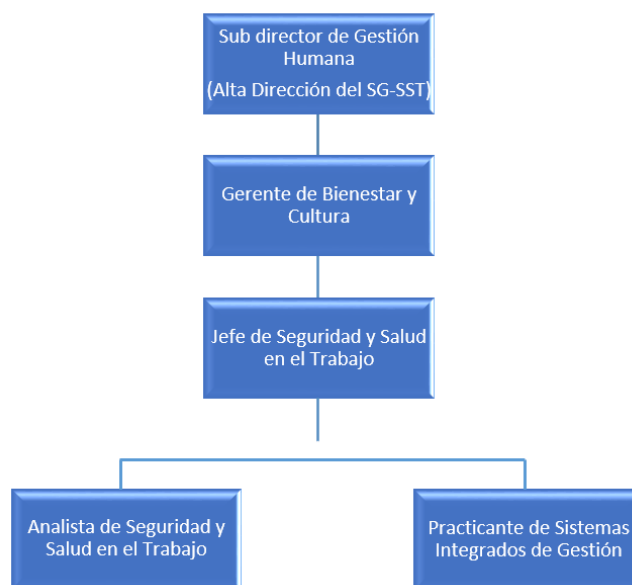 Sub director de Gestión
Humana
(Alta Dirección del SG-SST)
Gerente de Bienestar y
Cultura
Jefe de Seguridad y Salud
en el Trabajo
Analista de Seguridad y
Salud en el Trabajo
Practicante de Sistemas
Integrados de Gestión